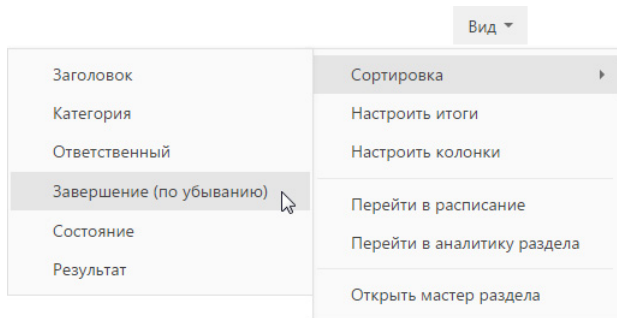 Вид
Сортировка
Настроить итоги
Настроить колонки
Перейти в расписание
Перейти в аналитику раздела
Открыть мастер раздела
Заголовок
Категория
Ответственный
Завершение (по убыванию)
Состояние
Результат